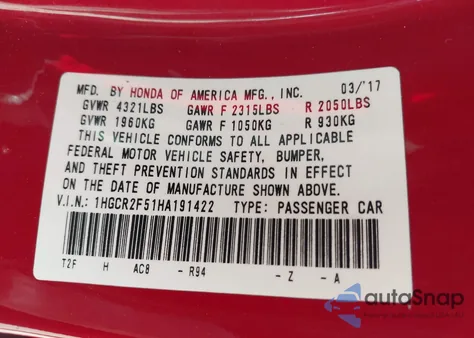 MFD. BY HONDA OF AMERICA MFG., INC. 03/17
GVWR 4321LBS GAWR F 2315LBS R 2050LBS
GVWR 1960KG GAWR F 1050KG R 930KG
THIS VEHICLE CONFORMS TO ALL APPLICABLE
FEDERAL MOTOR VEHICLE SAFETY, BUMPER,
AND THEFT PREVENTION STANDARDS IN EFFECT
ON THE DATE OF MANUFACTURE SHOWN ABOVE.
V.I.N.: 1HGCR2F51HA191422 TYPE: PASSENGER CAR
T2F H AC8 - R94 - Z - A
autoSnap